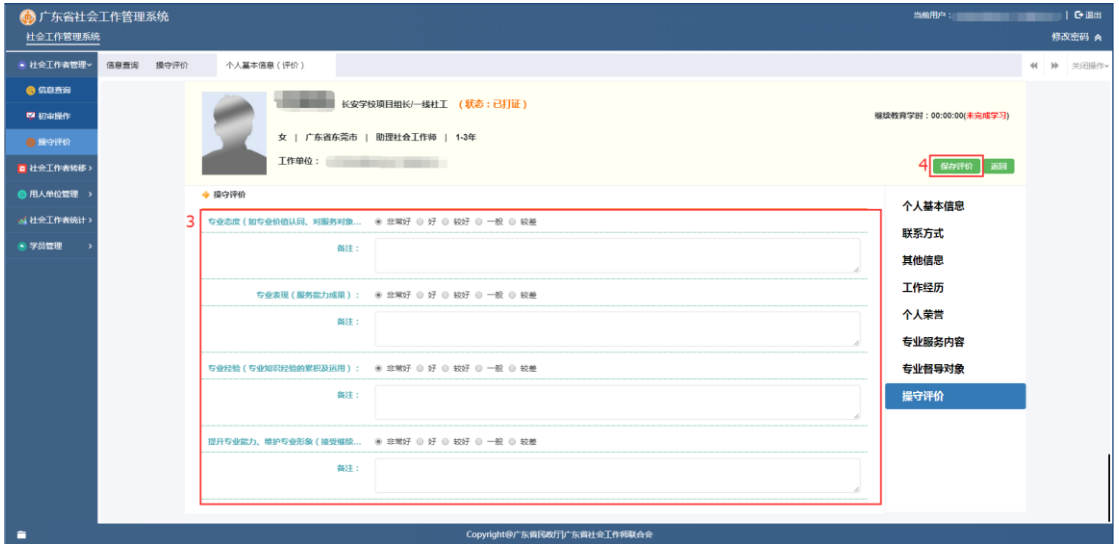 广东省社会工作管理系统
当前用户： | 退出
社会工作管理系统
修改密码
社会工作者管理
信息查询 操守评价 个人基本信息（评价）
关闭操作
信息查询
初审操作
操守评价
社会工作者转移
用人单位管理
社会工作者统计
学员管理
长安学校项目组长/一线社工 （状态：已打证）
继续教育学时：00:00:00(未完成学习)
女 | 广东省东莞市 | 助理社会工作师 | 1-3年
工作单位：
4 保存评价 返回
操守评价
3
专业态度（如专业价值认同、对服务对象... 非常好 好 较好 一般 较差
备注：
专业表现（服务能力成果）： 非常好 好 较好 一般 较差
备注：
专业经验（专业知识经验的累积及运用）： 非常好 好 较好 一般 较差
备注：
提升专业能力、维护专业形象（接受继续... 非常好 好 较好 一般 较差
备注：
个人基本信息
联系方式
其他信息
工作经历
个人荣誉
专业服务内容
专业督导对象
操守评价
Copyright@广东省民政厅|广东省社会工作师联合会